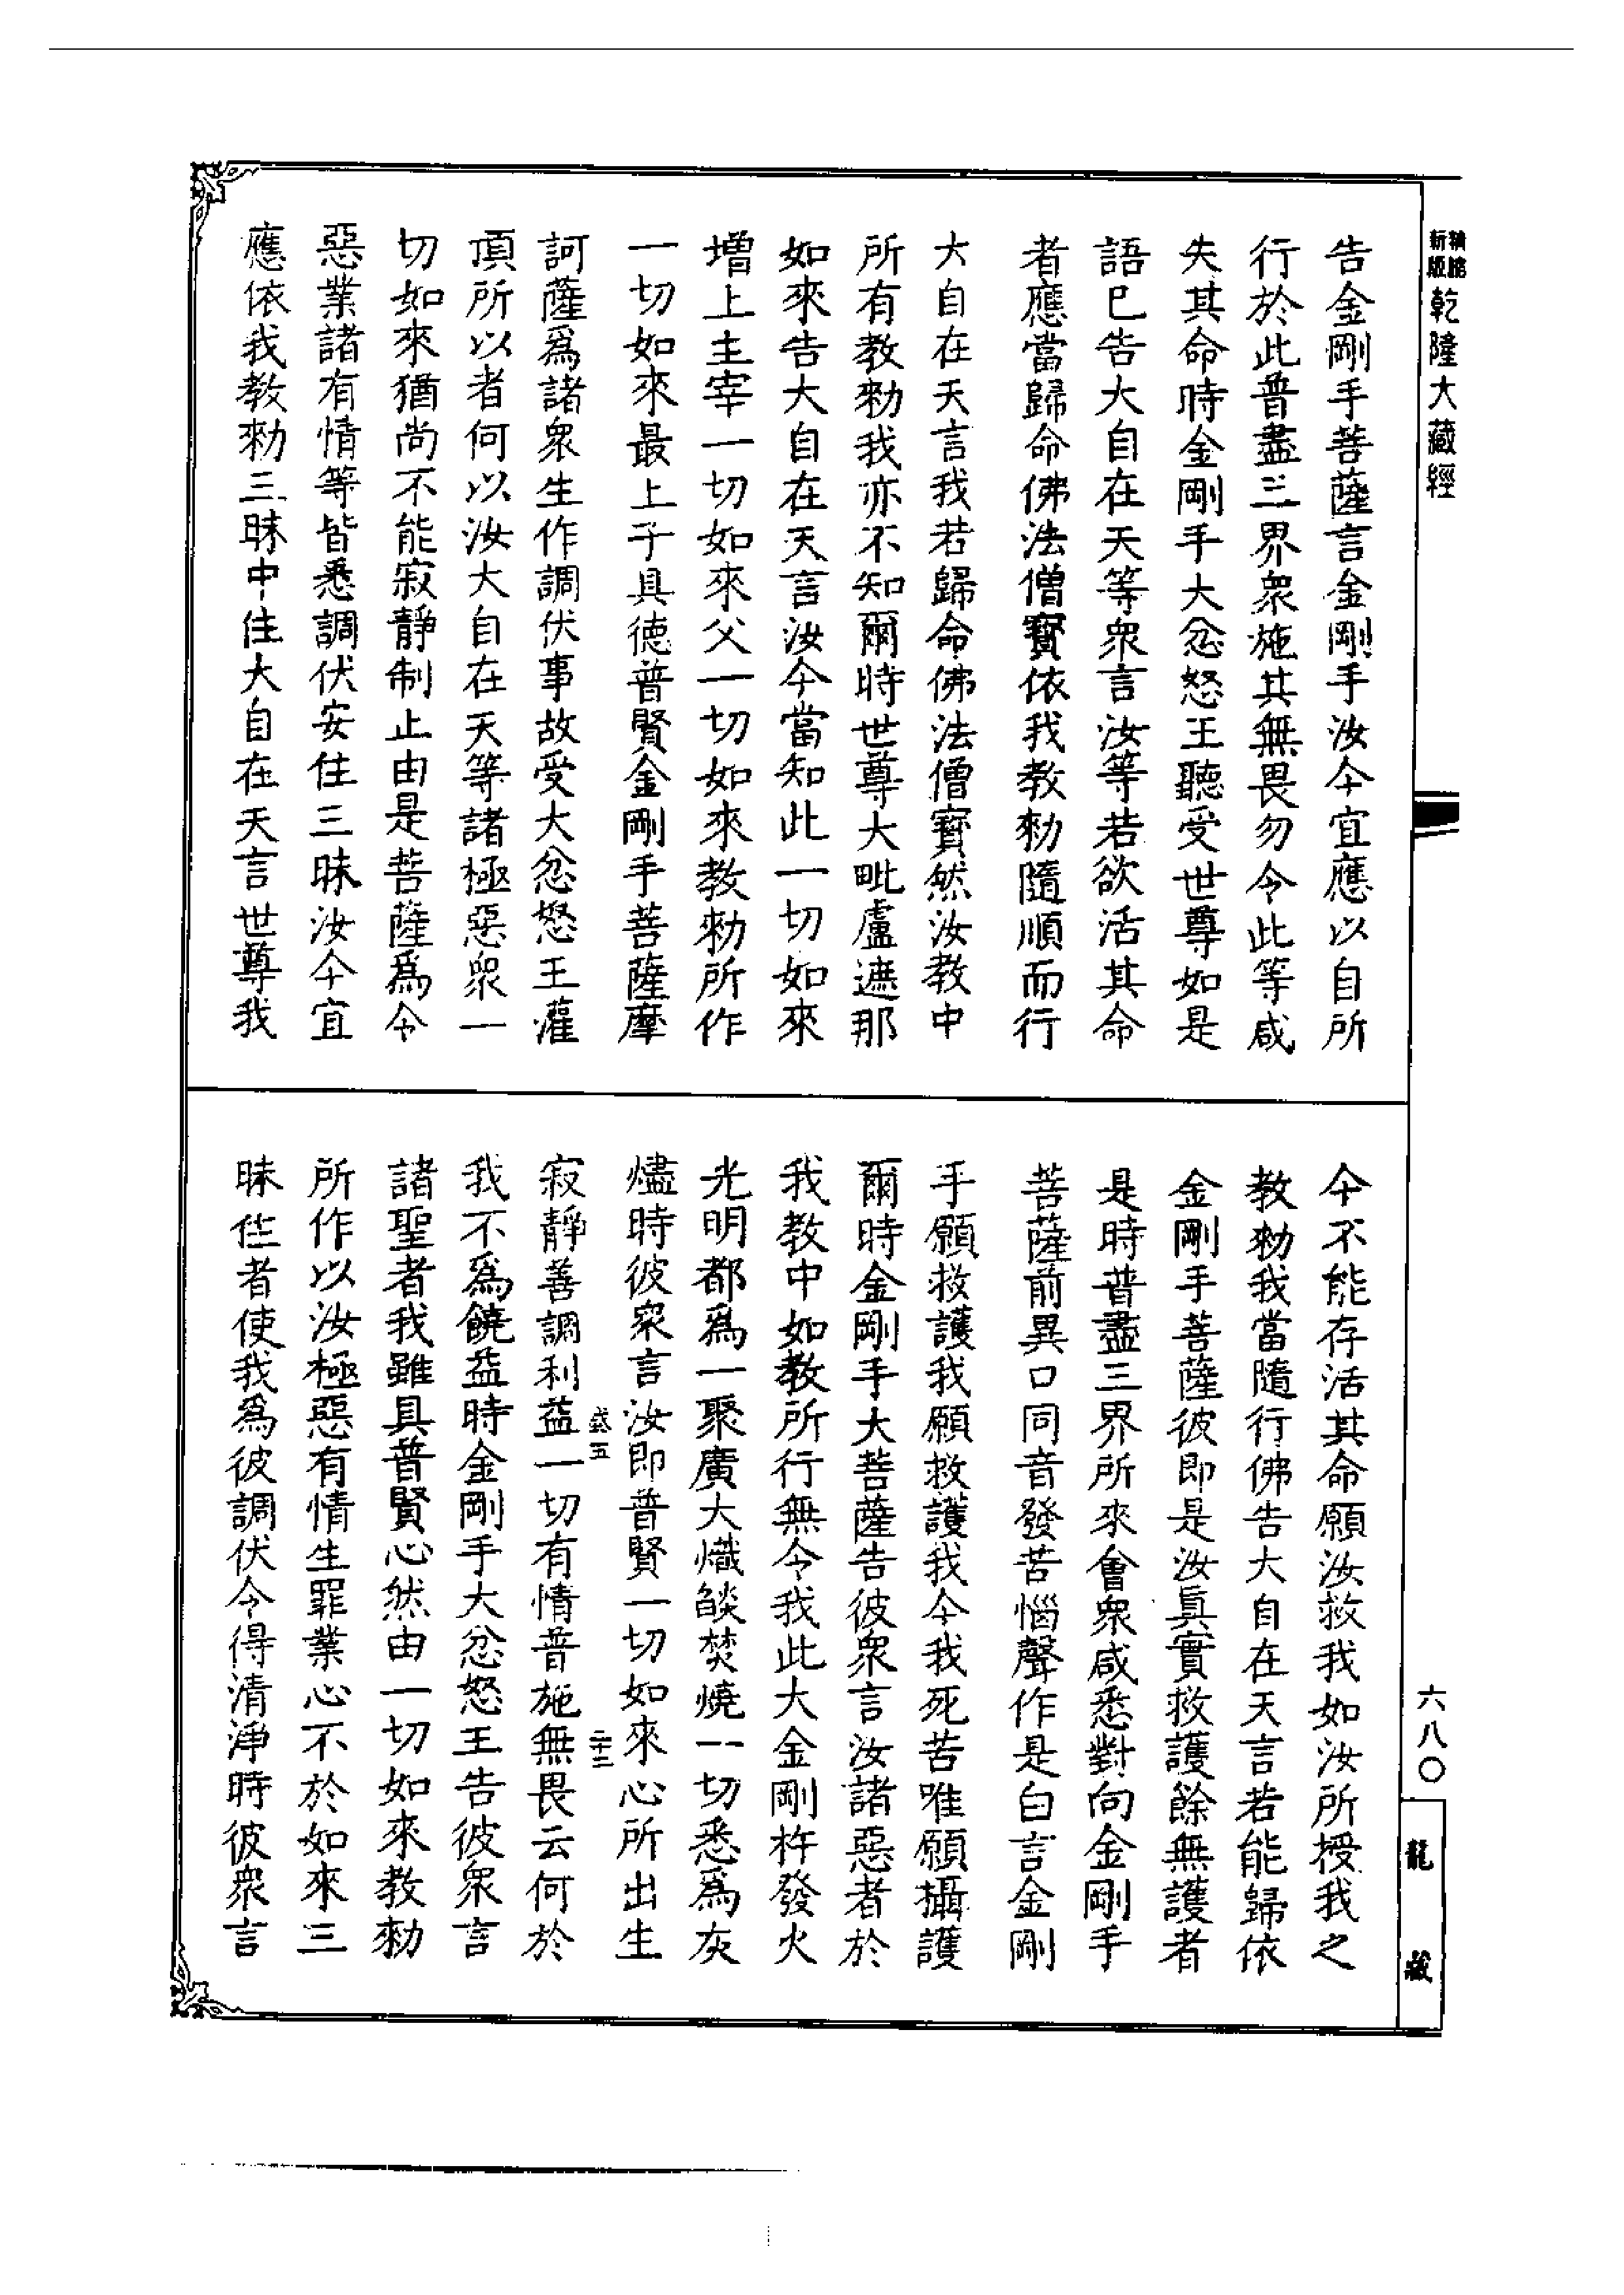 精縮
新版
乾隆大藏經
告金剛手菩薩言金剛手汝今宜應以自所
行於此普盡三界衆施其無畏勿令此等咸
失其命時金剛手大忿怒王聽受世尊如是
語已告大自在天等衆言汝等若欲活其命
者應當歸命佛法僧寳依我教勑隨順而行
大自在天言我若歸命佛法僧寳然汝教中
所有教勑我亦不知爾時世尊大毗盧遮那
如來告大自在天言汝今當知此一切如來
增上主宰一切如來父一切如來教勑所作
一切如來最上子具德普賢金剛手菩薩摩
訶薩爲諸衆生作調伏事故受大忿怒王灌
頂所以者何以汝大自在天等諸極惡衆一
切如來猶尚不能寂靜制止由是菩薩爲令
惡業諸有情等皆悉調伏安住三昧汝今宜
應依我教勑三昧中住大自在天言世尊我
今不能存活其命願汝救我如汝所授我之
教勑我當隨行佛告大自在天言若能歸依
金剛手菩薩彼即是汝眞實救護餘無護者
是時普盡三界所來會衆咸悉對向金剛手
菩薩前異口同音發苦惱聲作是白言金剛
手願救護我願救護我今我死苦唯願攝護
爾時金剛手大菩薩告彼衆言汝諸惡者於
我教中如教所行無令我此大金剛杵發火
光明都爲一聚廣大熾燄焚燒一切悉爲灰
燼時彼衆言汝即普賢一切如來心所出生
盛五
二十二
寂靜善調利益一切有情普施無畏云何於
我不爲饒益時金剛手大忿怒王告彼衆言
諸聖者我雖具普賢心然由一切如來教勑
所作以汝極惡有情生罪業心不於如來三
昧住者使我爲彼調伏令得清淨時彼衆言
六八〇
龍藏